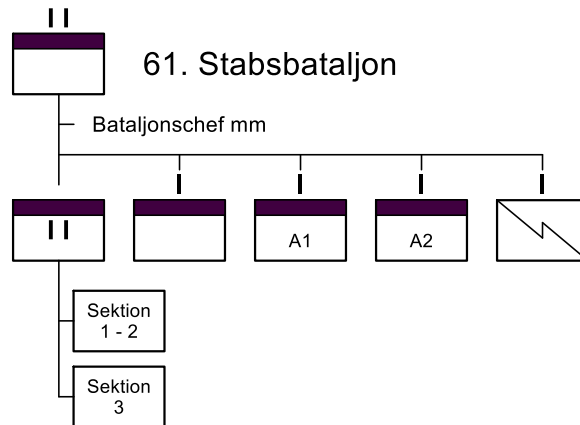 61. Stabsbataljon
Bataljonschef mm
A1
A2
Sektion
1 - 2
Sektion
3